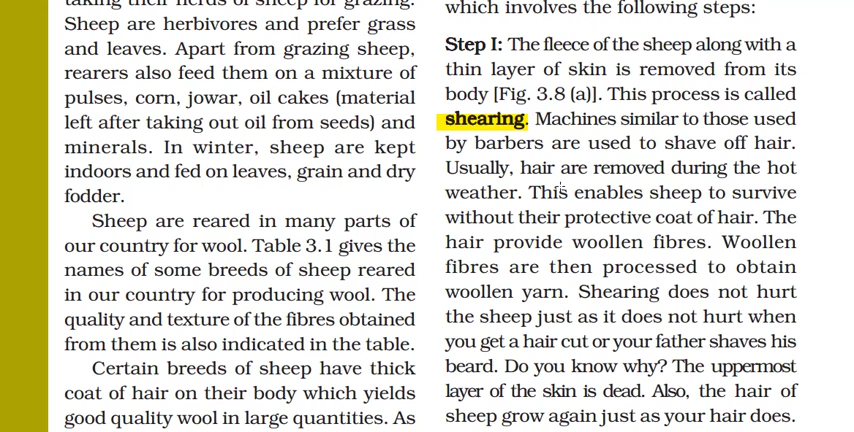 taking their herds of sheep for grazing.
Sheep are herbivores and prefer grass
and leaves. Apart from grazing sheep,
rearers also feed them on a mixture of
pulses, corn, jowar, oil cakes (material
left after taking out oil from seeds) and
minerals. In winter, sheep are kept
indoors and fed on leaves, grain and dry
fodder.
Sheep are reared in many parts of
our country for wool. Table 3.1 gives the
names of some breeds of sheep reared
in our country for producing wool. The
quality and texture of the fibres obtained
from them is also indicated in the table.
Certain breeds of sheep have thick
coat of hair on their body which yields
good quality wool in large quantities. As
which involves the following steps:
Step I: The fleece of the sheep along with a
thin layer of skin is removed from its
body [Fig. 3.8 (a)]. This process is called
shearing. Machines similar to those used
by barbers are used to shave off hair.
Usually, hair are removed during the hot
weather. This enables sheep to survive
without their protective coat of hair. The
hair provide woollen fibres. Woollen
fibres are then processed to obtain
woollen yarn. Shearing does not hurt
the sheep just as it does not hurt when
you get a hair cut or your father shaves his
beard. Do you know why? The uppermost
layer of the skin is dead. Also, the hair of
sheep grow again just as your hair does.